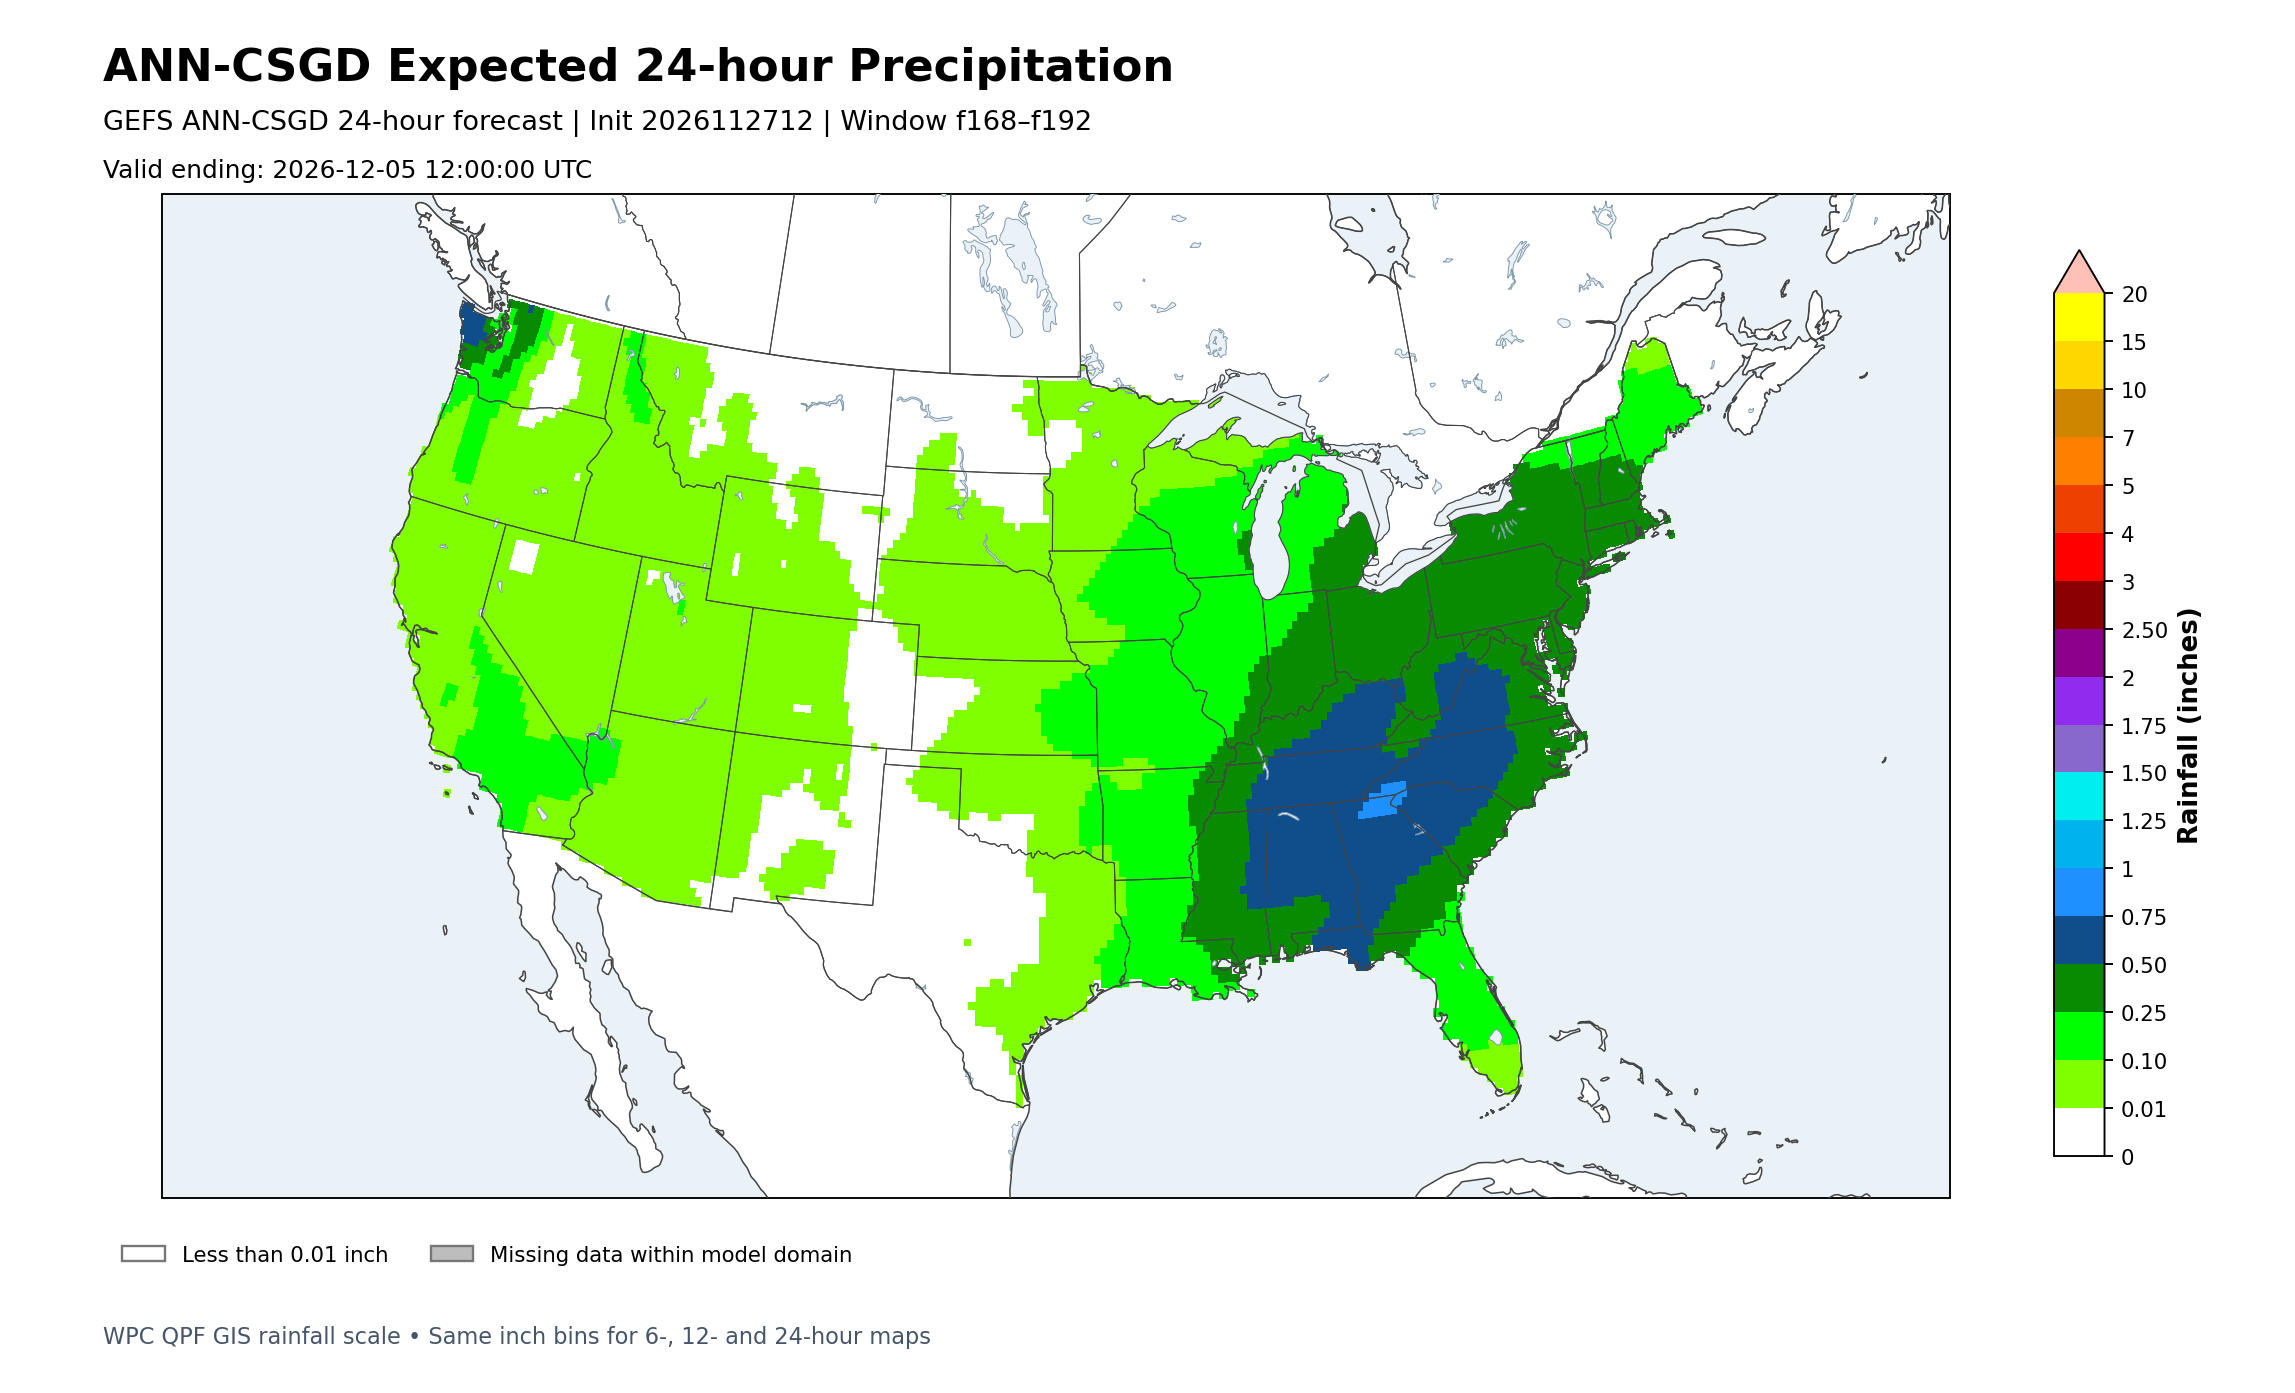 ANN-CSGD Expected 24-hour Precipitation
GEFS ANN-CSGD 24-hour forecast | Init 2026112712 | Window f168–f192
Valid ending: 2026-12-05 12:00:00 UTC
20
15
10
7
5
4
3
2.50
2
1.75
1.50
1.25
1
0.75
0.50
0.25
0.10
0.01
0
Rainfall (inches)
Less than 0.01 inch
Missing data within model domain
WPC QPF GIS rainfall scale • Same inch bins for 6-, 12- and 24-hour maps